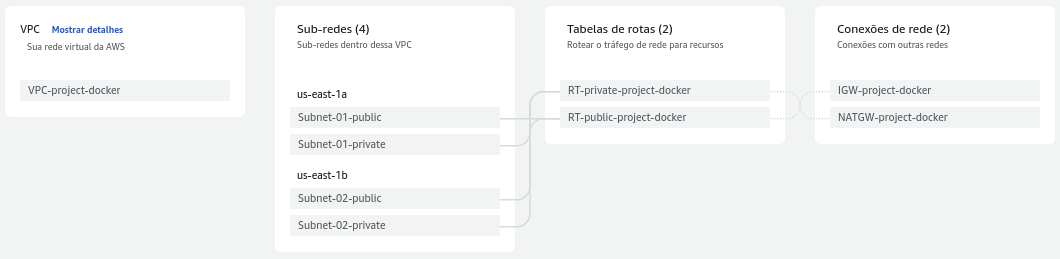 VPC Mostrar detalhes
Sua rede virtual da AWS
VPC-project-docker
Sub-redes (4)
Sub-redes dentro dessa VPC
us-east-1a
Subnet-01-public
Subnet-01-private
us-east-1b
Subnet-02-public
Subnet-02-private
Tabelas de rotas (2)
Rotear o tráfego de rede para recursos
RT-private-project-docker
RT-public-project-docker
Conexões de rede (2)
Conexões com outras redes
IGW-project-docker
NATGW-project-docker